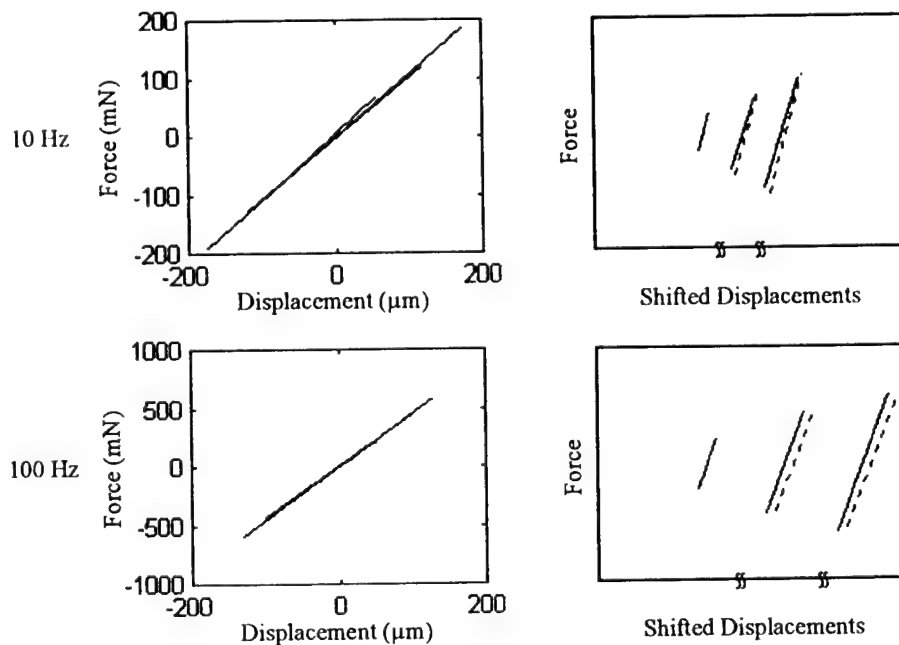 10 Hz
Force (mN)
200
100
0
-100
-200
-200
0
200
Displacement (µm)
Force
Shifted Displacements
100 Hz
Force (mN)
1000
500
0
-500
-1000
-200
0
200
Displacement (µm)
Force
Shifted Displacements